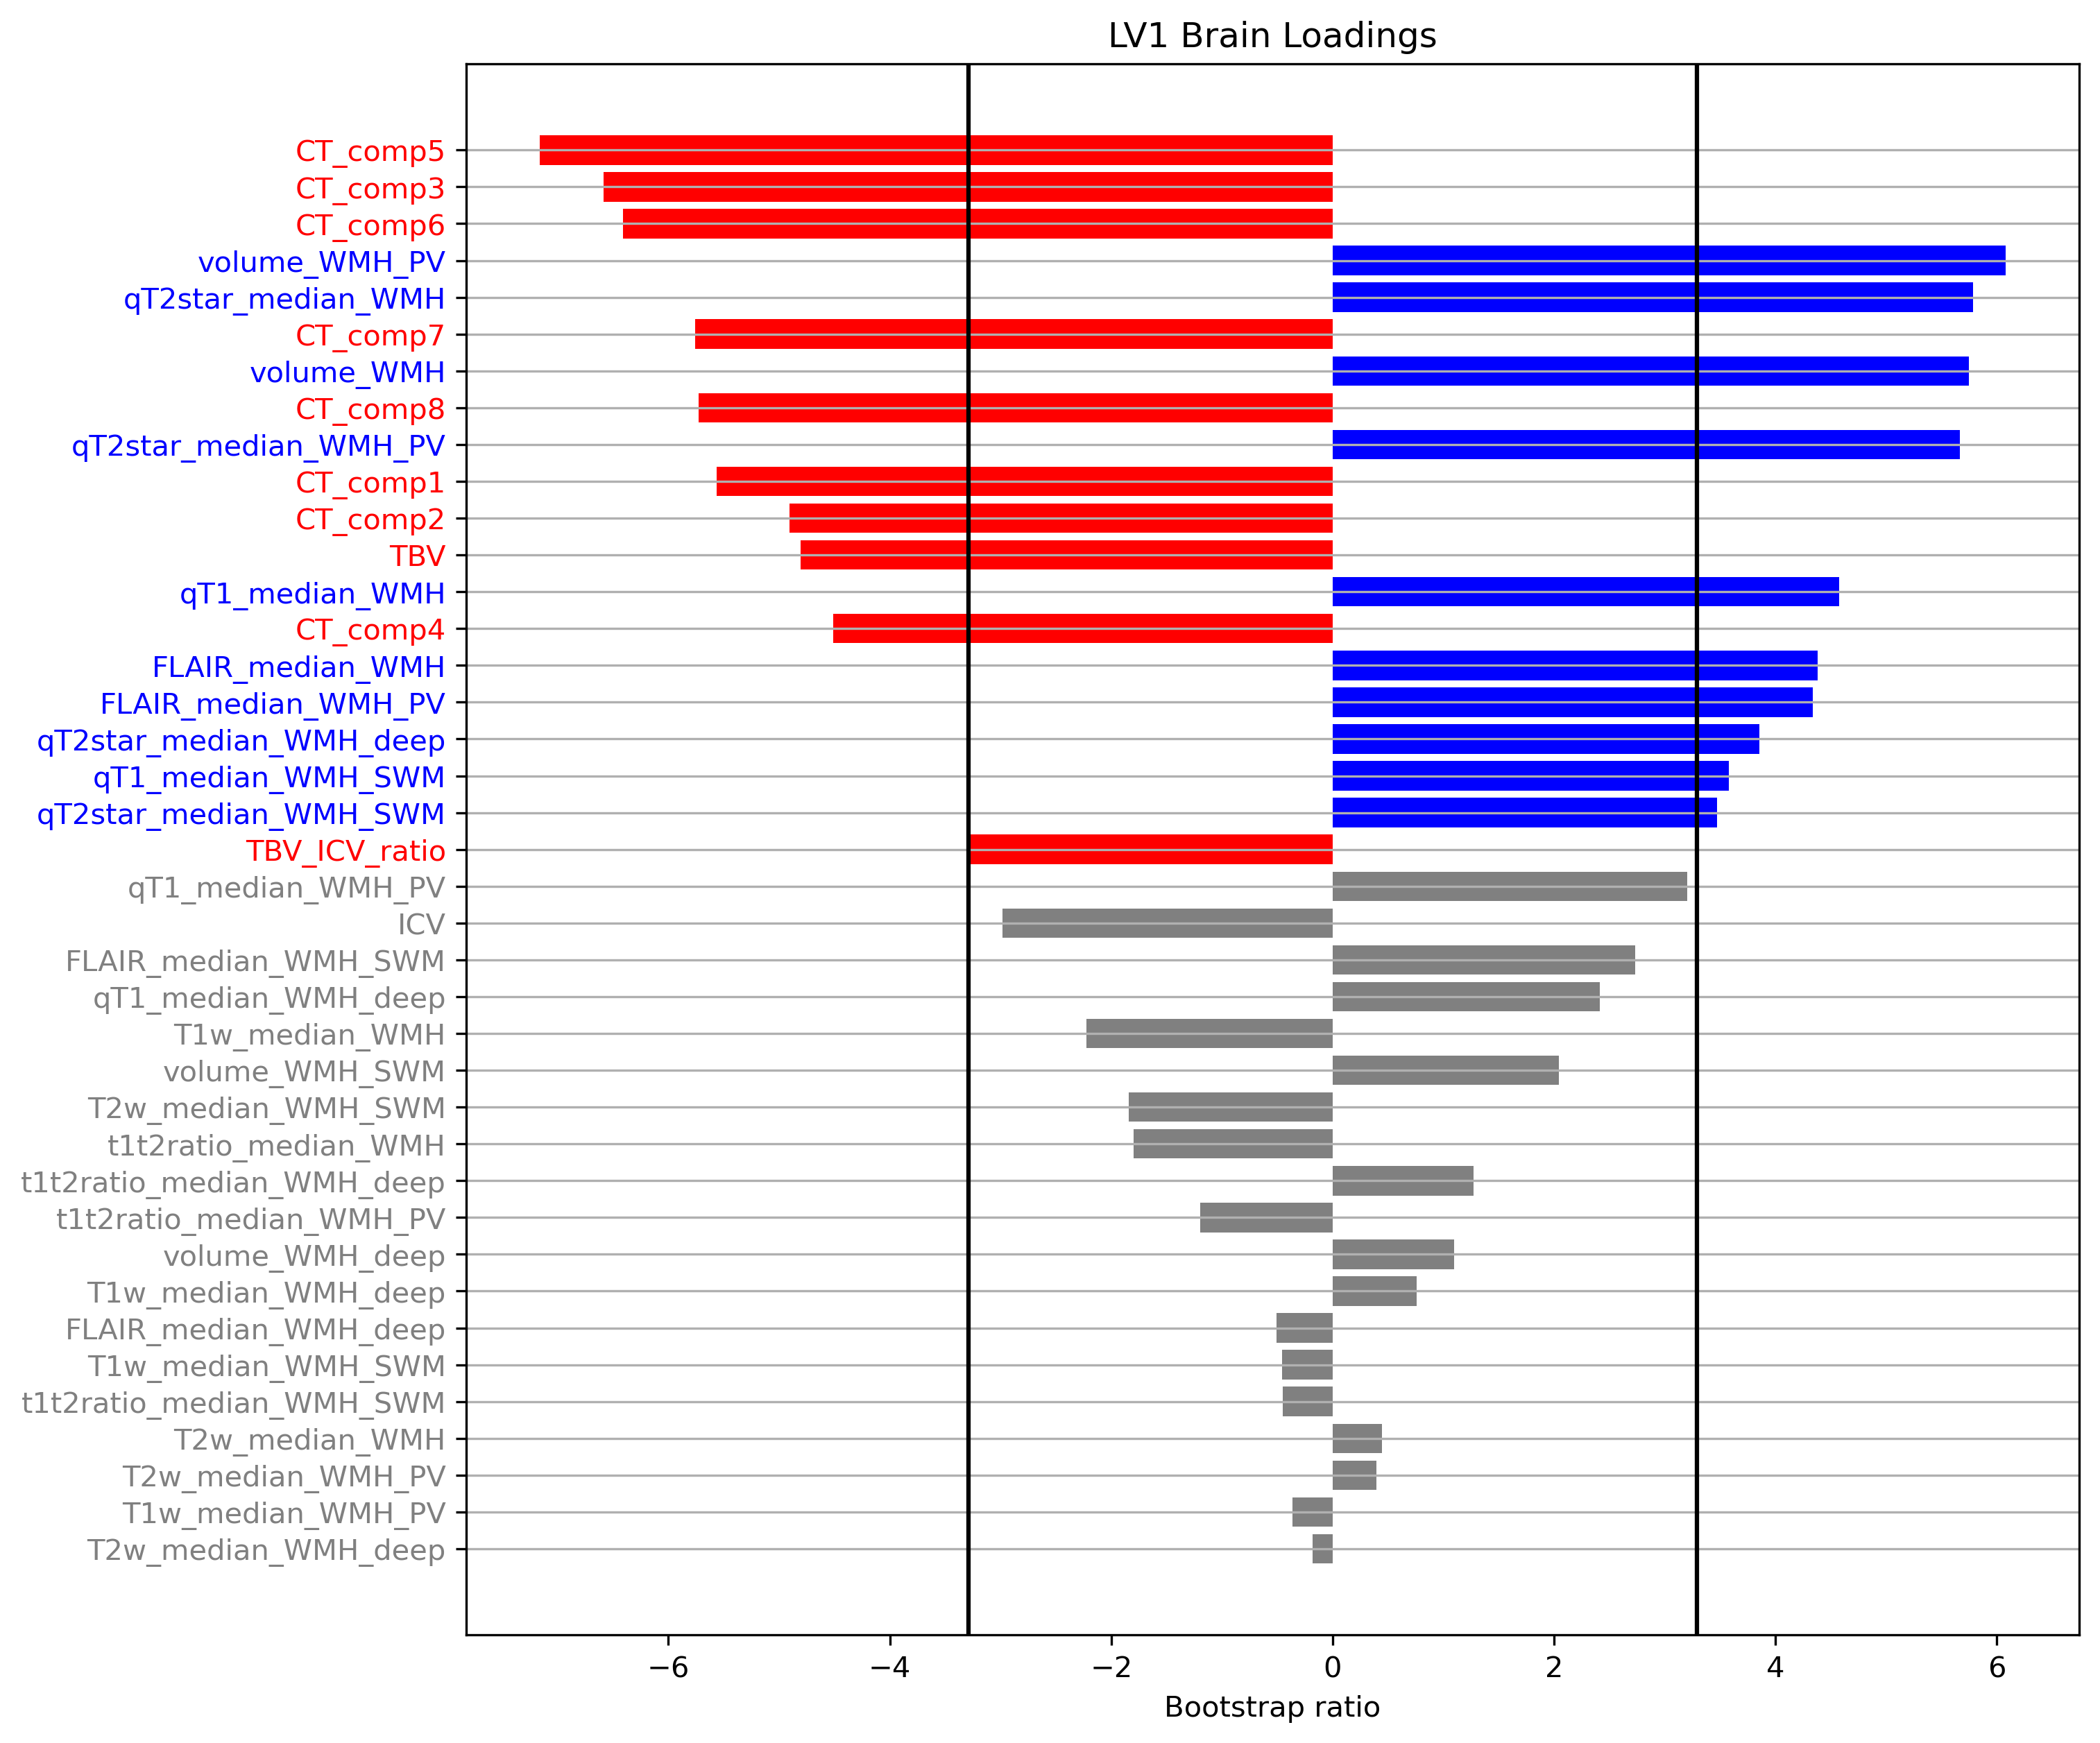 LV1 Brain Loadings
CT_comp5
CT_comp3
CT_comp6
volume_WMH_PV
qT2star_median_WMH
CT_comp7
volume_WMH
CT_comp8
qT2star_median_WMH_PV
CT_comp1
CT_comp2
TBV
qT1_median_WMH
CT_comp4
FLAIR_median_WMH
FLAIR_median_WMH_PV
qT2star_median_WMH_deep
qT1_median_WMH_SWM
qT2star_median_WMH_SWM
TBV_ICV_ratio
qT1_median_WMH_PV
ICV
FLAIR_median_WMH_SWM
qT1_median_WMH_deep
T1w_median_WMH
volume_WMH_SWM
T2w_median_WMH_SWM
t1t2ratio_median_WMH
t1t2ratio_median_WMH_deep
t1t2ratio_median_WMH_PV
volume_WMH_deep
T1w_median_WMH_deep
FLAIR_median_WMH_deep
T1w_median_WMH_SWM
t1t2ratio_median_WMH_SWM
T2w_median_WMH
T2w_median_WMH_PV
T1w_median_WMH_PV
T2w_median_WMH_deep
−6 −4 −2 0 2 4 6
Bootstrap ratio